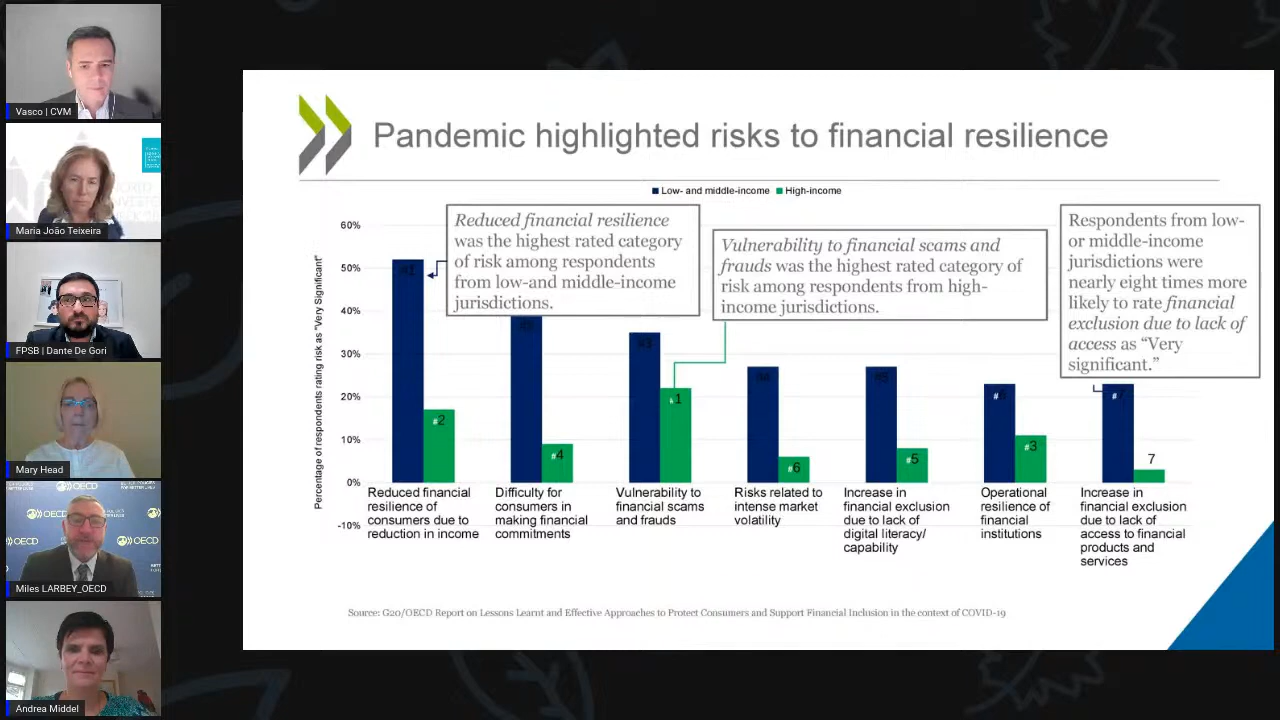 Vasco | CVM
Maria João Teixeira
FPSB | Dante De Gori
Mary Head
OECD
OECD
OECD
Miles LARBEY_OECD
Andrea Middel
Pandemic highlighted risks to financial resilience
Low- and middle-income
High-income
Percentage of respondents rating risk as "Very Significant"
60%
50%
40%
30%
20%
10%
0%
-10%
Reduced financial resilience
was the highest rated category
of risk among respondents
from low-and middle-income
jurisdictions.
Vulnerability to financial scams and
frauds was the highest rated category of
risk among respondents from high-
income jurisdictions.
Respondents from low-
or middle-income
jurisdictions were
nearly eight times more
likely to rate financial
exclusion due to lack of
access as “Very
significant.”
#1
#2
#4
#3
#1
#6
#5
#3
7
Reduced financial
resilience of
consumers due to
reduction in income
Difficulty for
consumers in
making financial
commitments
Vulnerability to
financial scams
and frauds
Risks related to
intense market
volatility
Increase in
financial exclusion
due to lack of
digital literacy/
capability
Operational
resilience of
financial
institutions
Increase in
financial exclusion
due to lack of
access to financial
products and
services
Source: G20/OECD Report on Lessons Learnt and Effective Approaches to Protect Consumers and Support Financial Inclusion in the context of COVID-19